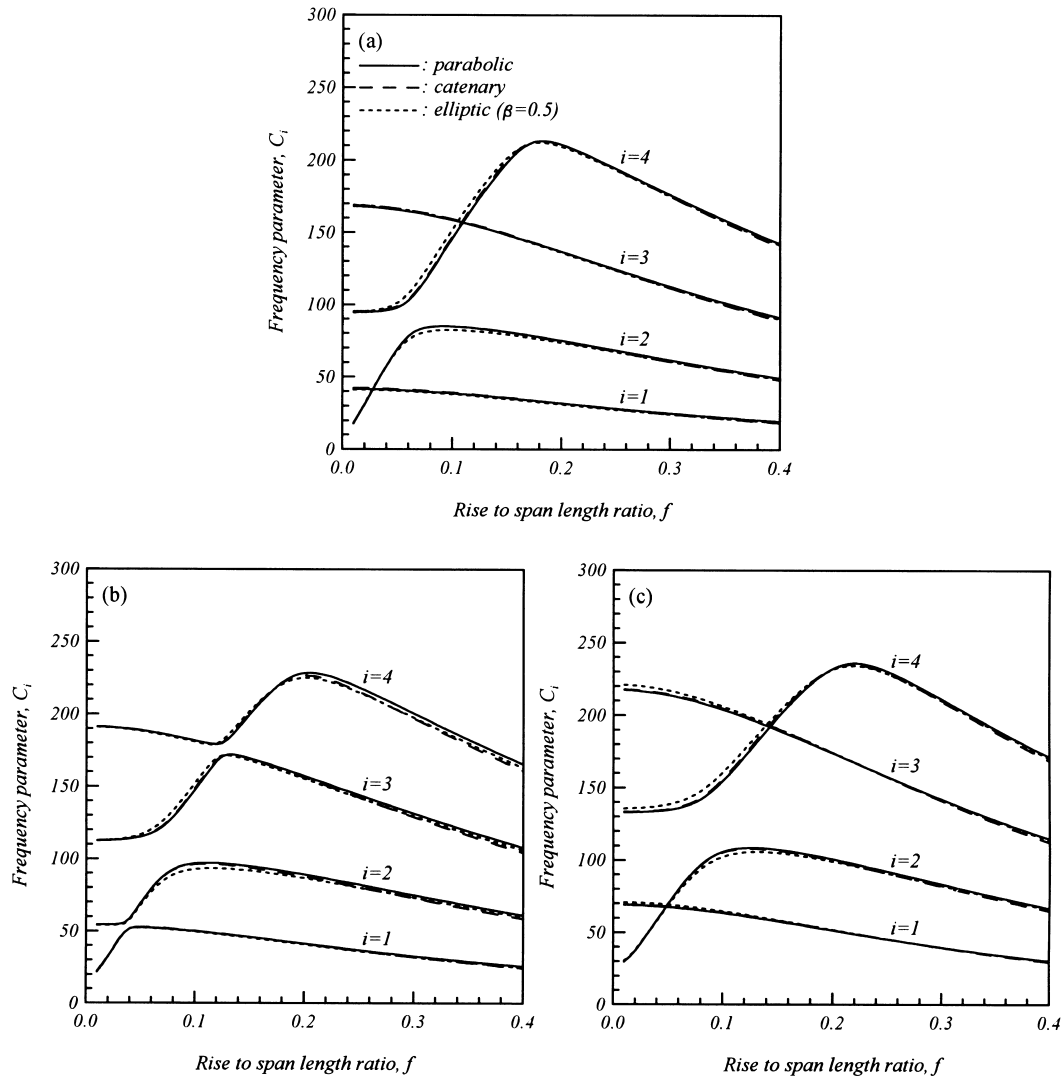 300
250
200
150
100
50
0
Frequency parameter, Cᵢ
(a)
: parabolic
: catenary
: elliptic (β=0.5)
i=4
i=3
i=2
i=1
0.0 0.1 0.2 0.3 0.4
Rise to span length ratio, f
300
250
200
150
100
50
0
Frequency parameter, Cᵢ
(b)
i=4
i=3
i=2
i=1
0.0 0.1 0.2 0.3 0.4
Rise to span length ratio, f
300
250
200
150
100
50
0
Frequency parameter, Cᵢ
(c)
i=4
i=3
i=2
i=1
0.0 0.1 0.2 0.3 0.4
Rise to span length ratio, f